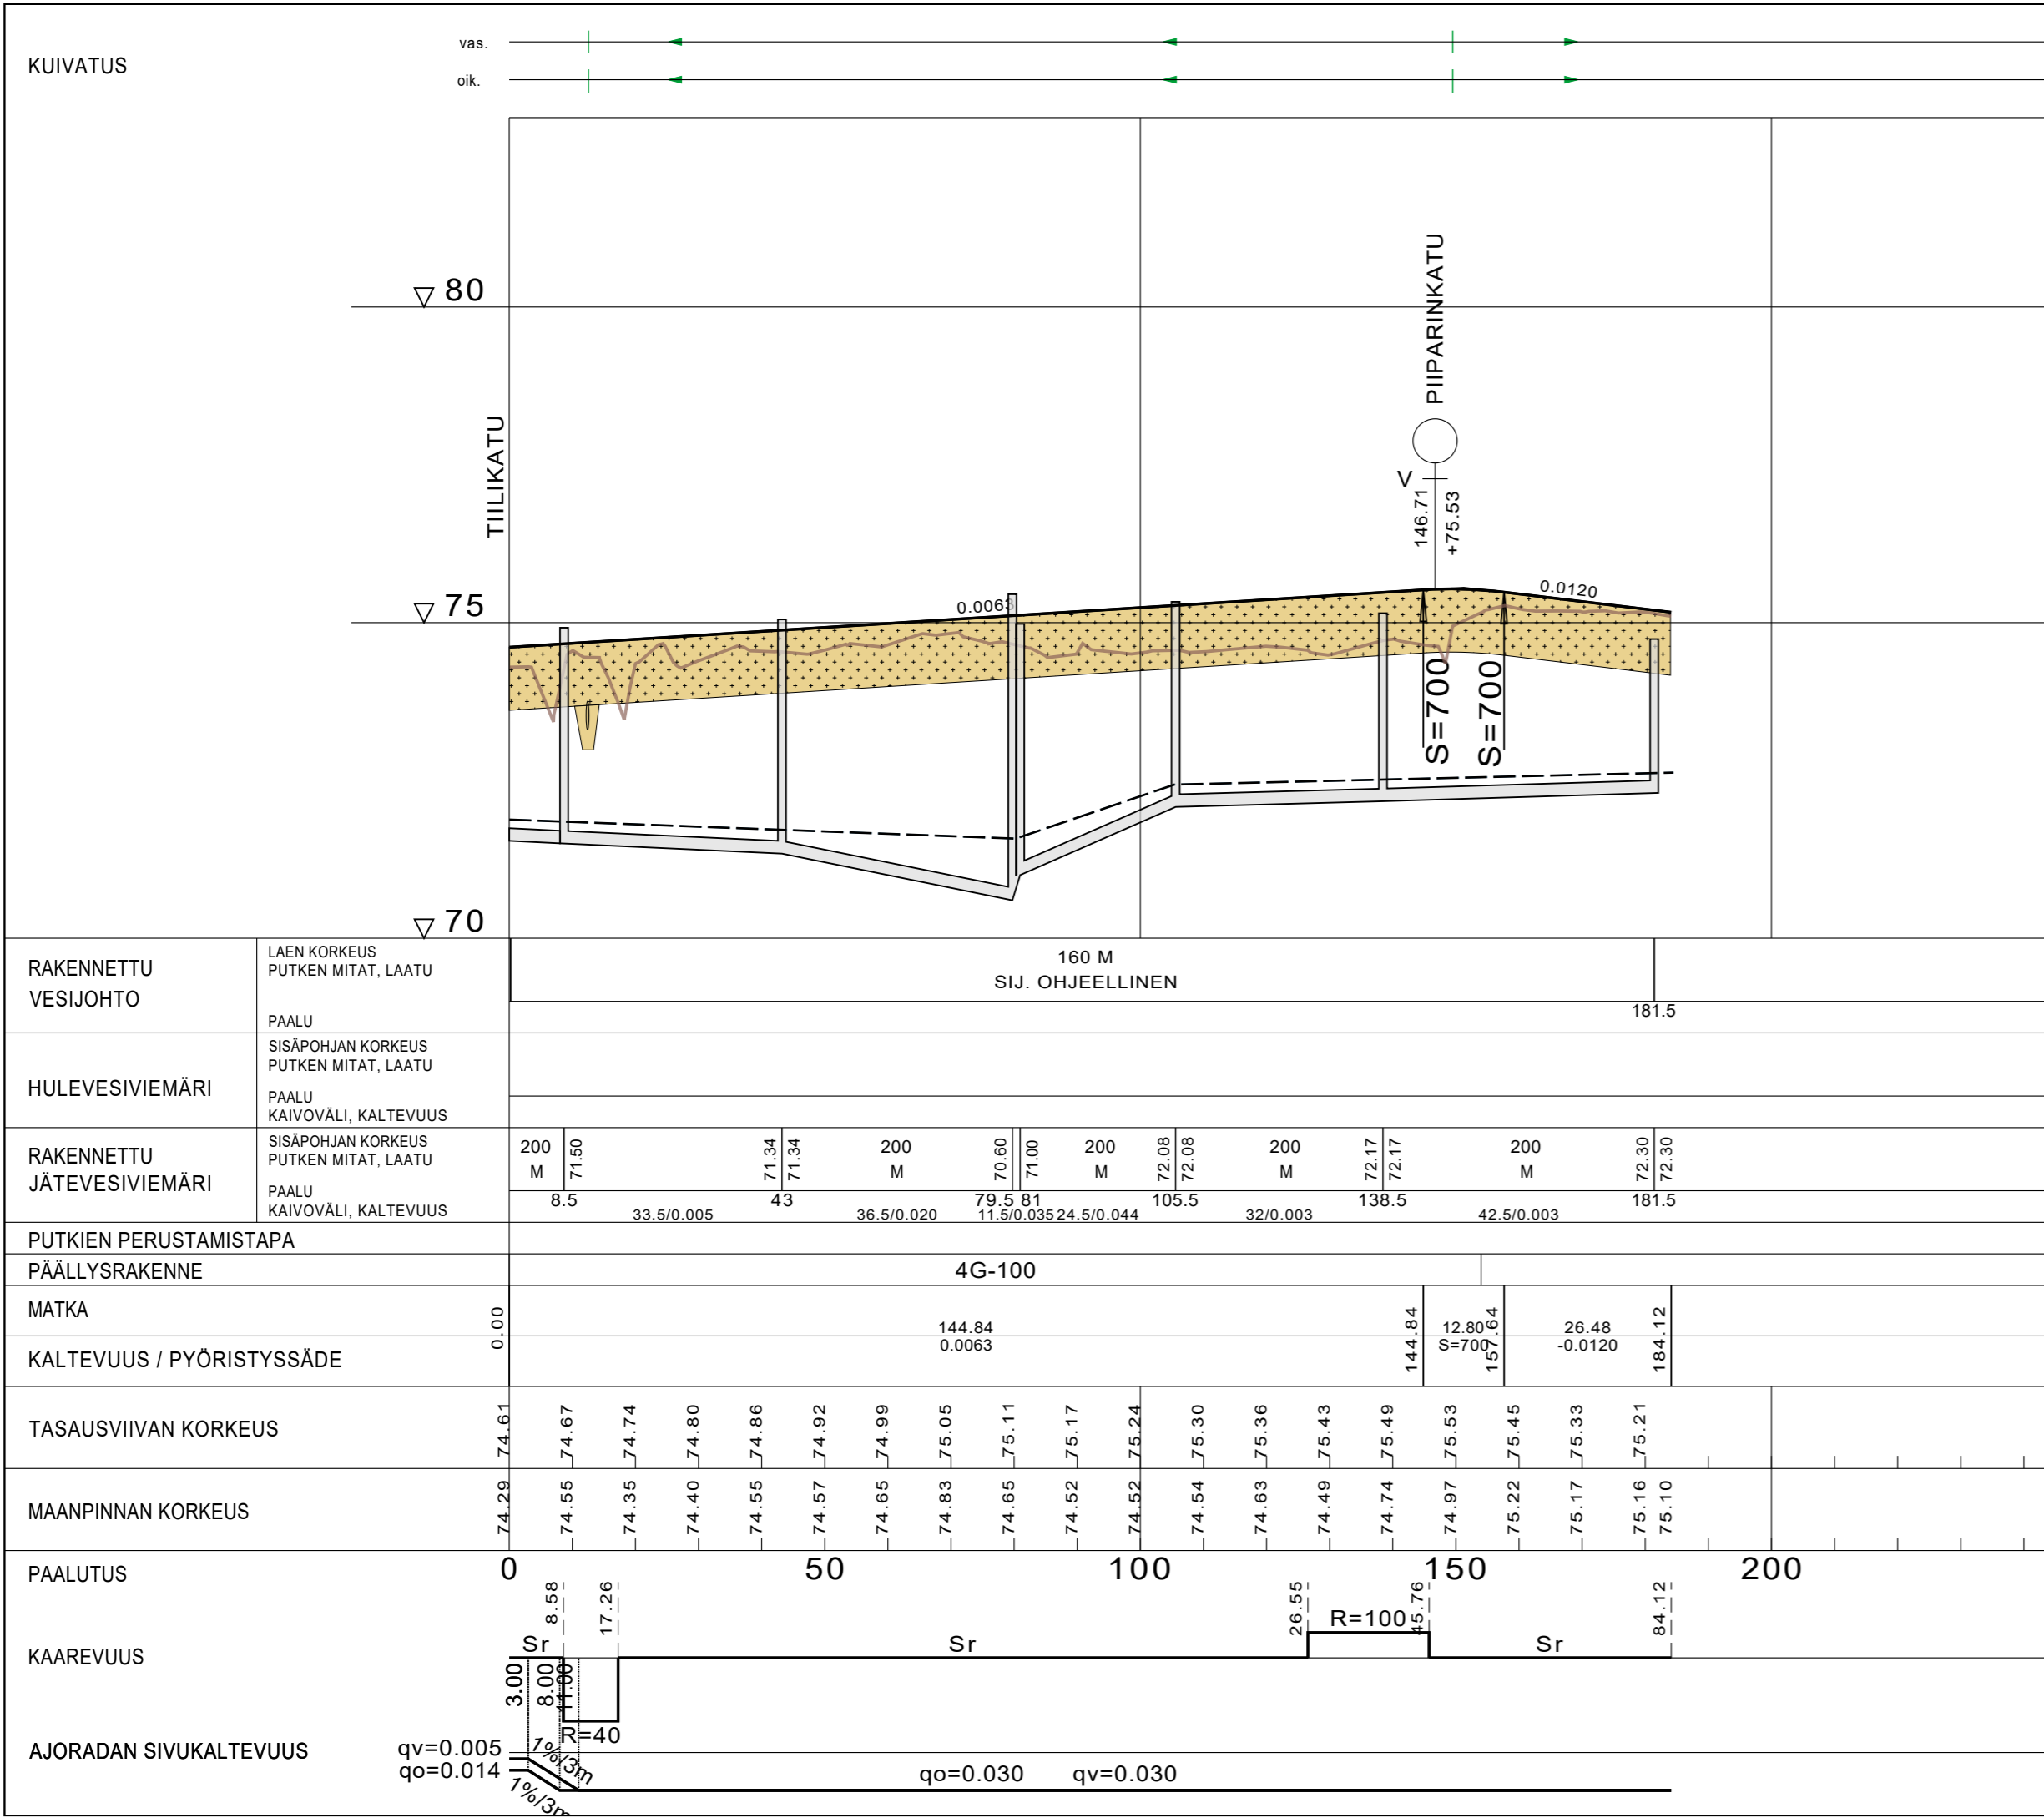 KUIVATUS
vas.
oik.
80
75
70
TIILIKATU
PIIPARINKATU
V
146.71
+75.53
0.0063
0.0120
S=700
S=700
RAKENNETTU
VESIJOHTO
LAEN KORKEUS
PUTKEN MITAT, LAATU
PAALU
160 M
SIJ. OHJEELLINEN
181.5
HULEVESIVIEMÄRI
SISÄPOHJAN KORKEUS
PUTKEN MITAT, LAATU
PAALU
KAIVOVÄLI, KALTEVUUS
RAKENNETTU
JÄTEVESIVIEMÄRI
SISÄPOHJAN KORKEUS
PUTKEN MITAT, LAATU
PAALU
KAIVOVÄLI, KALTEVUUS
200 M 71.50 71.34 71.34 200 M 70.60 71.00 200 M 72.08 72.08 200 M 72.17 72.17 200 M 72.30 72.30
8.5 43 79.5 81 105.5 138.5 181.5
33.5/0.005 36.5/0.020 11.5/0.035 24.5/0.044 32/0.003 42.5/0.003
PUTKIEN PERUSTAMISTAPA
PÄÄLLYSRAKENNE
4G-100
MATKA
0.00 144.84 144.84 12.80 157.64 26.48 184.12
KALTEVUUS / PYÖRISTYSSÄDE
0.0063 S=700 -0.0120
TASAUSVIIVAN KORKEUS
74.61 74.67 74.74 74.80 74.86 74.92 74.99 75.05 75.11 75.17 75.24 75.30 75.36 75.43 75.49 75.53 75.45 75.33 75.21
MAANPINNAN KORKEUS
74.29 74.55 74.35 74.40 74.55 74.57 74.65 74.83 74.65 74.52 74.52 74.54 74.63 74.49 74.74 74.97 75.22 75.17 75.16 75.10
PAALUTUS
0 50 100 150 200
8.58 17.26 26.55 45.76 84.12
KAAREVUUS
Sr R=40 Sr R=100 Sr
3.00 8.00 11.00
AJORADAN SIVUKALTEVUUS
qv=0.005
qo=0.014
1%/3m
1%/3m
qo=0.030 qv=0.030